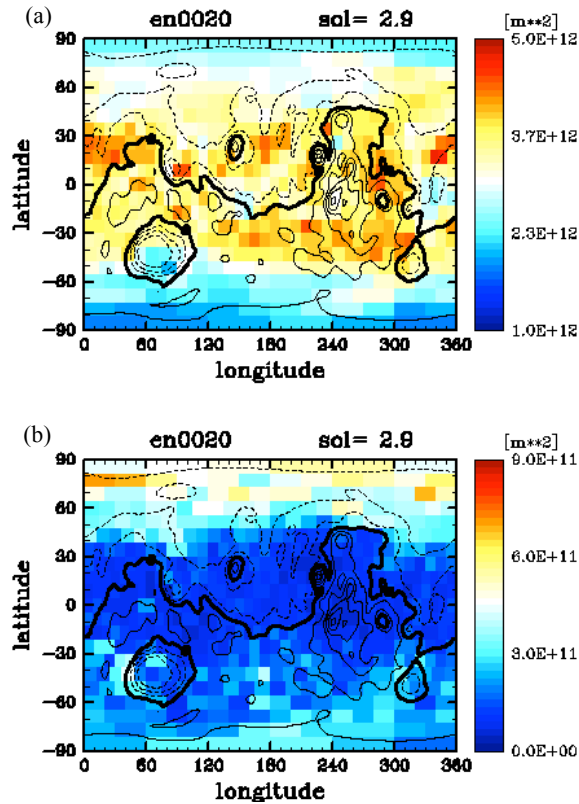 (a)
en0020 sol= 2.9 [m**2]
90 5.0E+12
60
30 3.7E+12
latitude 0
-30 2.3E+12
-60
-90 1.0E+12
0 60 120 180 240 300 360
longitude
(b)
en0020 sol= 2.9 [m**2]
90 9.0E+11
60
30 6.0E+11
latitude 0
-30 3.0E+11
-60
-90 0.0E+00
0 60 120 180 240 300 360
longitude